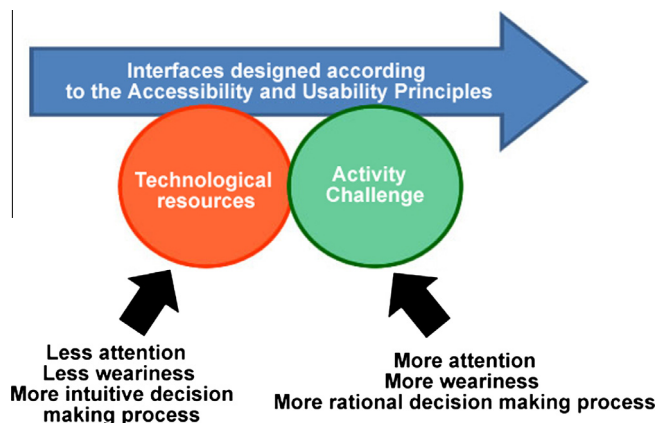 Interfaces designed according
to the Accessibility and Usability Principles
Technological
resources
Activity
Challenge
Less attention
Less weariness
More intuitive decision
making process
More attention
More weariness
More rational decision making process